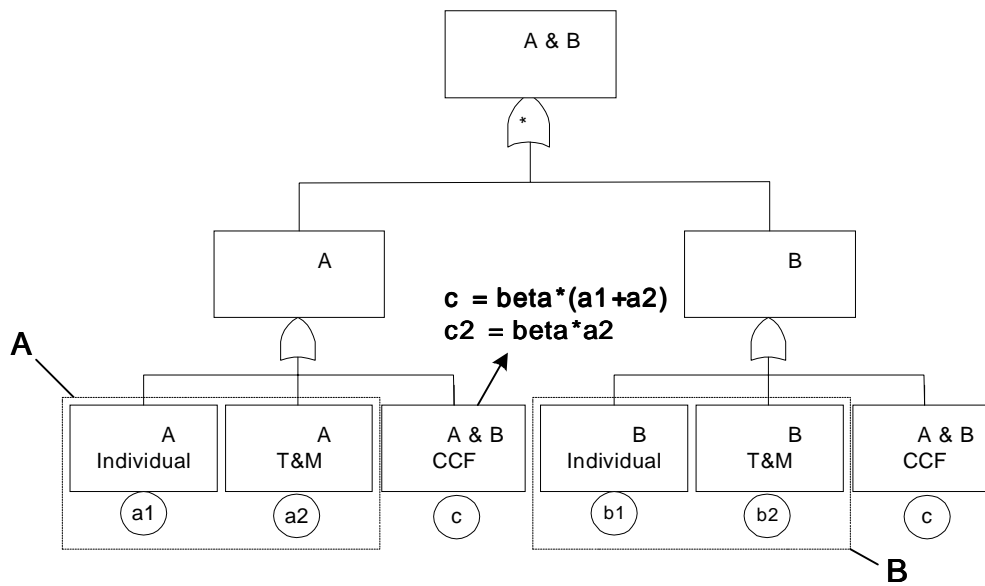 A & B
*
A
B
c = beta*(a1+a2)
c2 = beta*a2
A
A
Individual
A
T&M
A & B
CCF
B
Individual
B
T&M
A & B
CCF
a1
a2
c
b1
b2
c
B